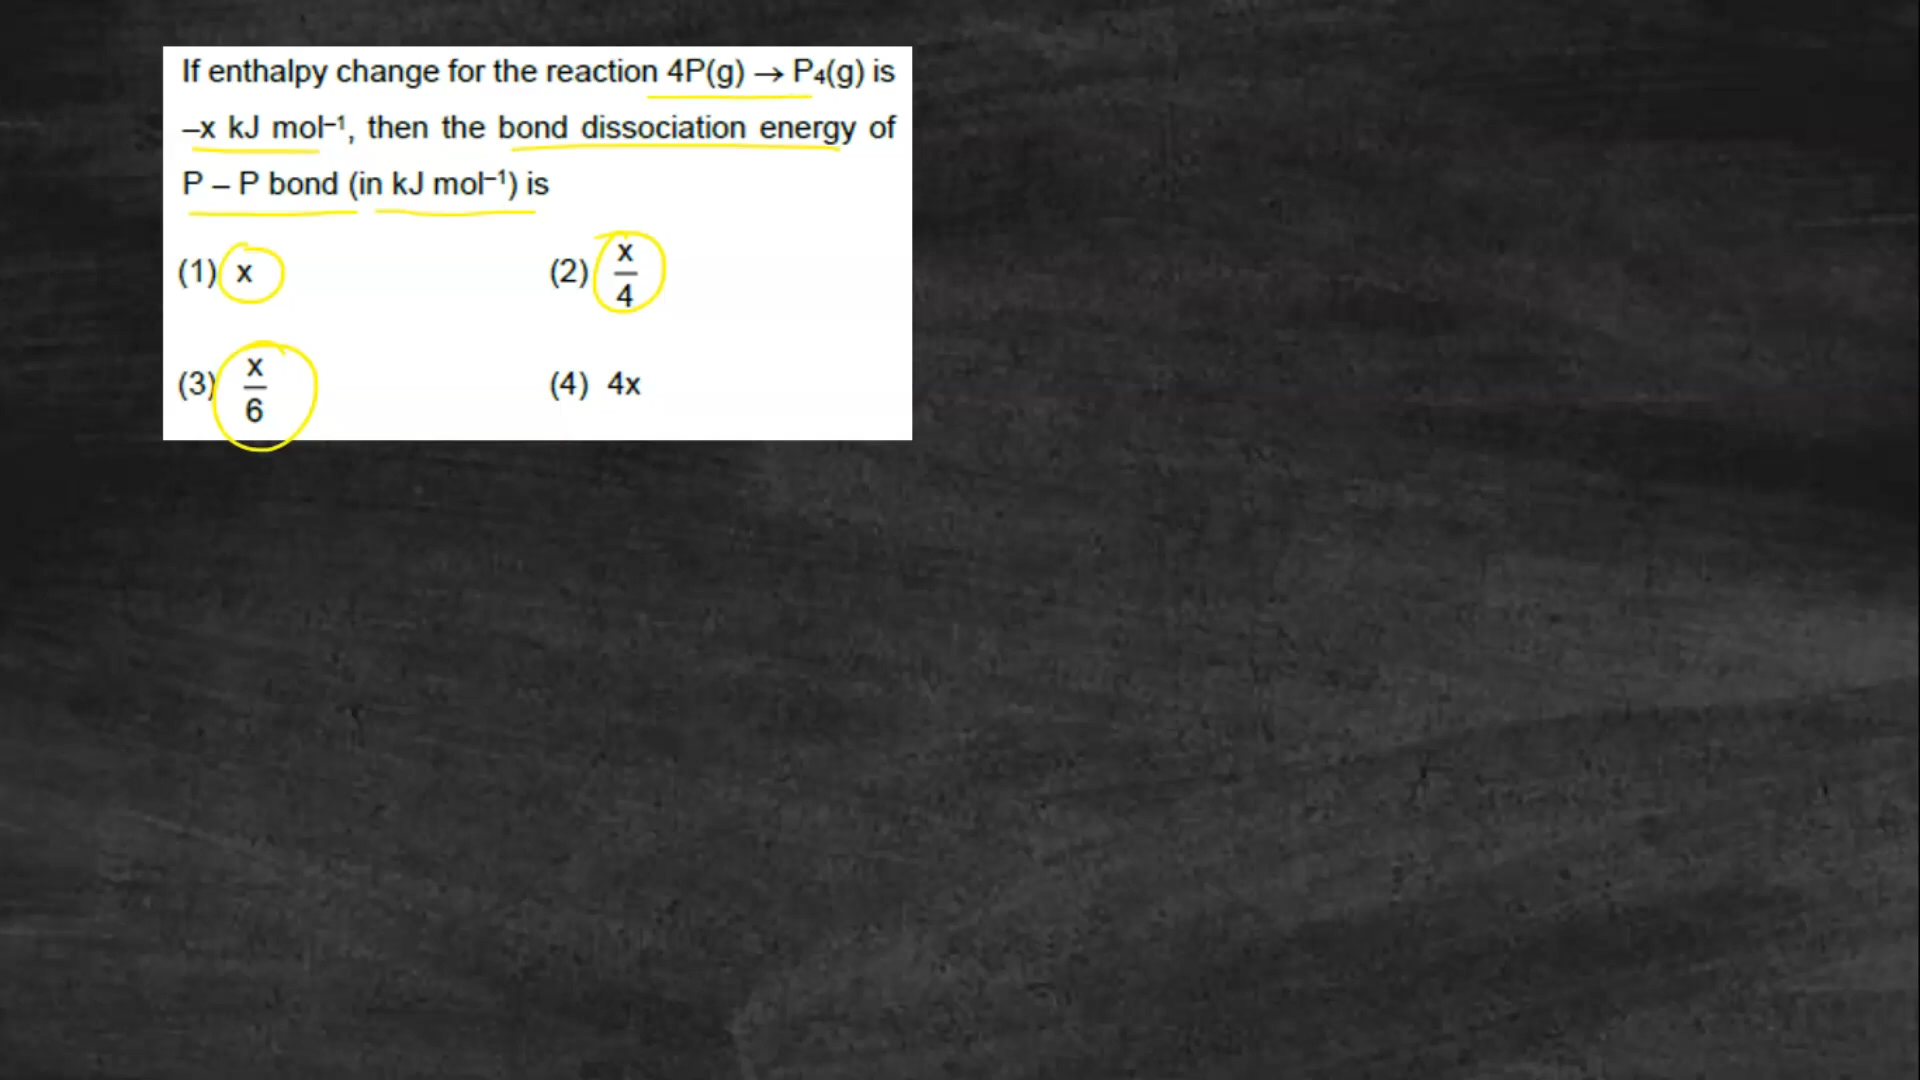 If enthalpy change for the reaction 4P(g) → P₄(g) is
–x kJ mol⁻¹, then the bond dissociation energy of
P – P bond (in kJ mol⁻¹) is
(1) x (2) x/4
(3) x/6 (4) 4x